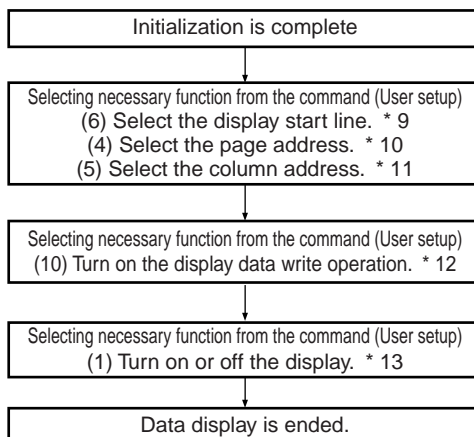 Initialization is complete
Selecting necessary function from the command (User setup)
(6) Select the display start line. * 9
(4) Select the page address. * 10
(5) Select the column address. * 11
Selecting necessary function from the command (User setup)
(10) Turn on the display data write operation. * 12
Selecting necessary function from the command (User setup)
(1) Turn on or off the display. * 13
Data display is ended.